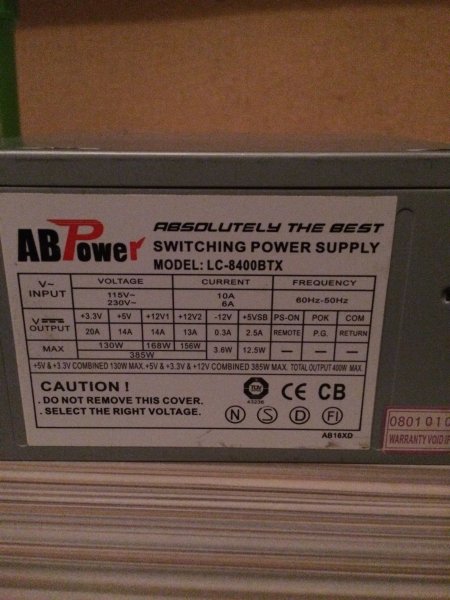 ABPower
ABSOLUTELY THE BEST
SWITCHING POWER SUPPLY
MODEL: LC-8400BTX
V~ INPUT VOLTAGE CURRENT FREQUENCY
115V~ 10A 60Hz-50Hz
230V~ 6A
V OUTPUT +3.3V +5V +12V1 +12V2 -12V +5VSB PS-ON POK COM
20A 14A 14A 13A 0.3A 2.5A REMOTE P.G. RETURN
MAX 130W 168W 156W 3.6W 12.5W — — —
385W
+5V & +3.3V COMBINED 130W MAX, +5V & +3.3V & +12V COMBINED 385W MAX. TOTAL OUTPUT 400W MAX.
CAUTION !
. DO NOT REMOVE THIS COVER.
. SELECT THE RIGHT VOLTAGE.
TÜV CE CB
43236
N S D FI
AB16XD
0801010
WARRANTY VOID IF